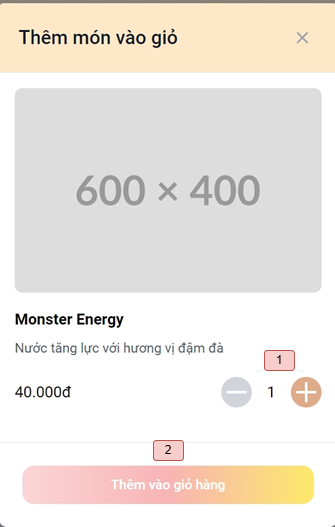 Thêm món vào giỏ
600 × 400
Monster Energy
Nước tăng lực với hương vị đậm đà
1
40.000đ
1
2
Thêm vào giỏ hàng